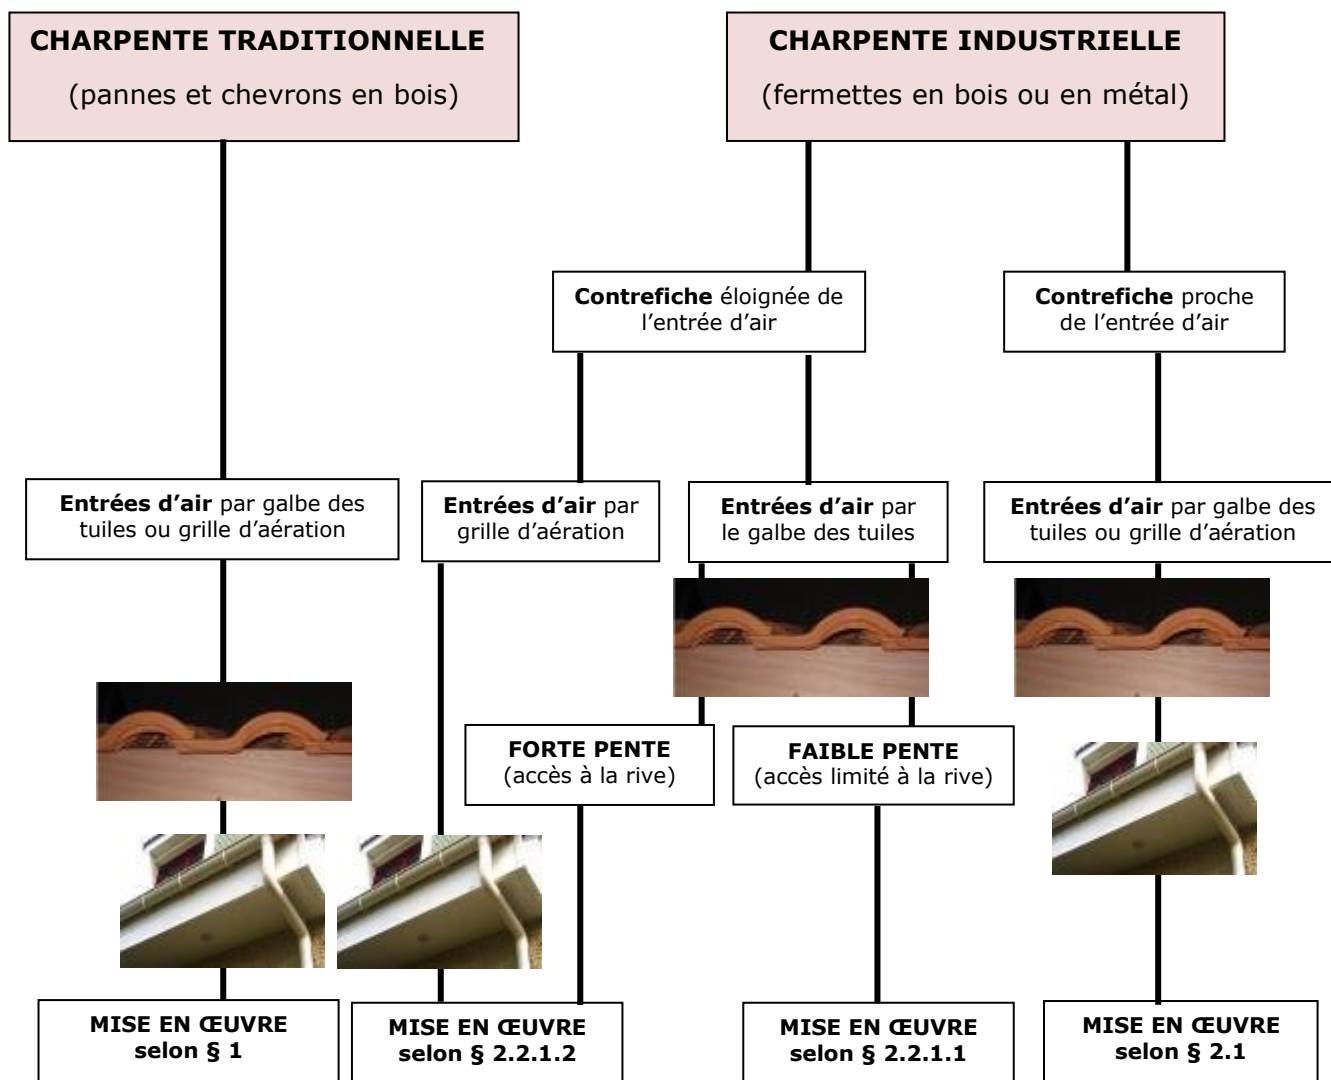 CHARPENTE TRADITIONNELLE
(pannes et chevrons en bois)
CHARPENTE INDUSTRIELLE
(fermettes en bois ou en métal)
Contrefiche éloignée de
l’entrée d’air
Contrefiche proche
de l’entrée d’air
Entrées d’air par galbe des
tuiles ou grille d’aération
Entrées d’air par
grille d’aération
Entrées d’air par
le galbe des tuiles
Entrées d’air par galbe des
tuiles ou grille d’aération
FORTE PENTE
(accès à la rive)
FAIBLE PENTE
(accès limité à la rive)
MISE EN ŒUVRE
selon § 1
MISE EN ŒUVRE
selon § 2.2.1.2
MISE EN ŒUVRE
selon § 2.2.1.1
MISE EN ŒUVRE
selon § 2.1